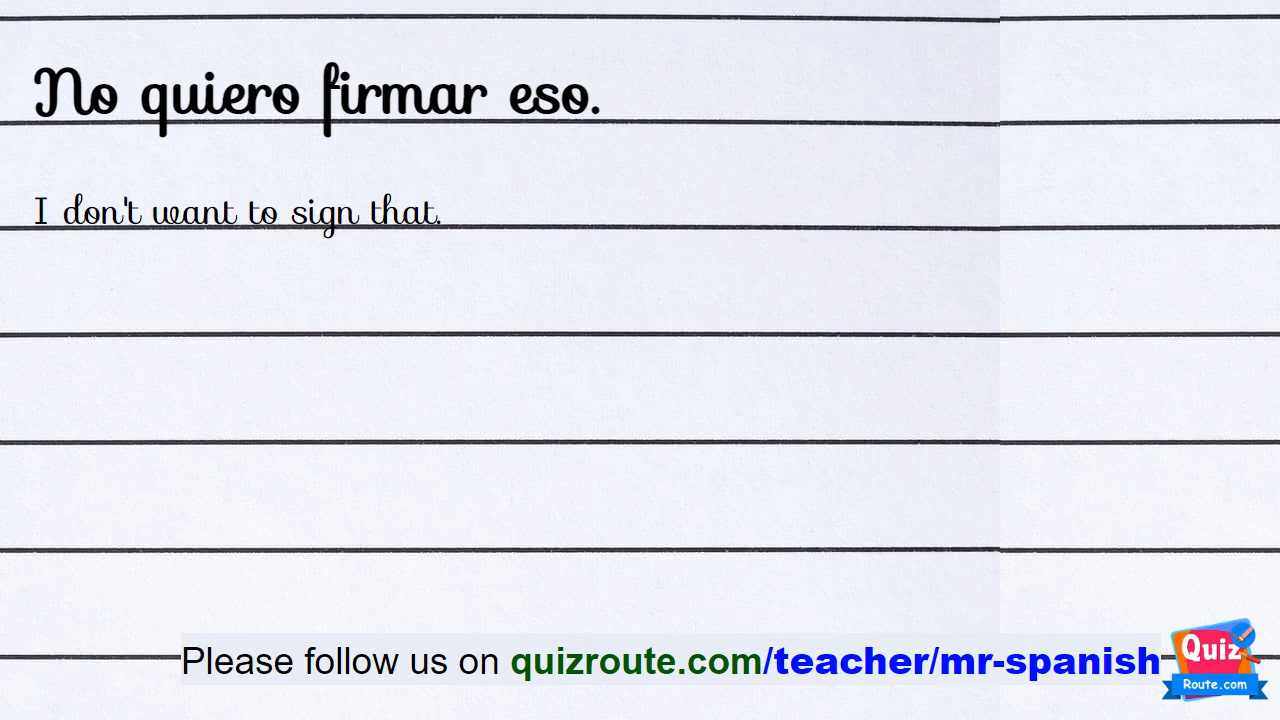 No quiero firmar eso.
I don't want to sign that.
Please follow us on quizroute.com/teacher/mr-spanish
Quiz
Route.com